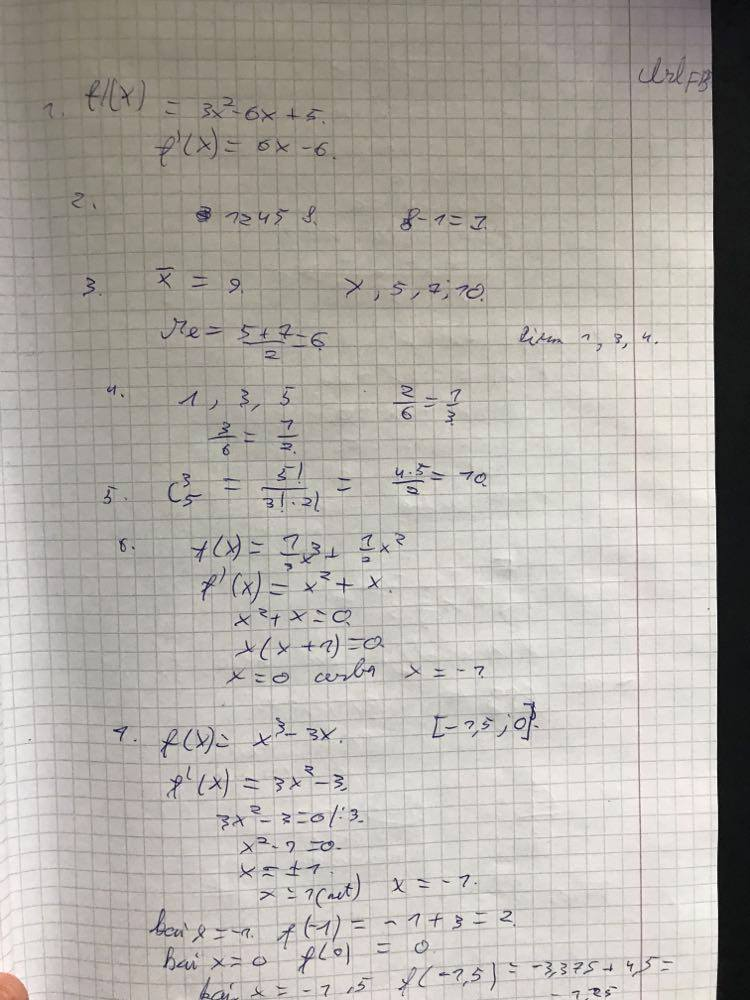 1. f(x) = 3x² - 6x + 5.
f'(x) = 6x - 6.
2. 1245 8. 8 - 1 = 7.
3. x̄ = 9. x, 5, 7, 10.
Me = (5+7)/2 = 6
1, 3, 4.
4. 1, 3, 5 2/6 = 1/3
3/6 = 1/2.
5. C₅³ = 5!/(3!·2!) = 4·5/2 = 10.
6. f(x) = 1/3 x³ + 1/2 x²
f'(x) = x² + x.
x² + x = 0.
x(x+1) = 0.
x = 0 x = -1
7. f(x) = x³ - 3x. [-1,5; 0].
f'(x) = 3x² - 3.
3x² - 3 = 0 /:3.
x² - 1 = 0.
x = ±1.
x = 1 (net) x = -1.
x = -1. f(-1) = -1 + 3 = 2.
x = 0 f(0) = 0.
x = -1,5 f(-1,5) = -3,375 + 4,5 =